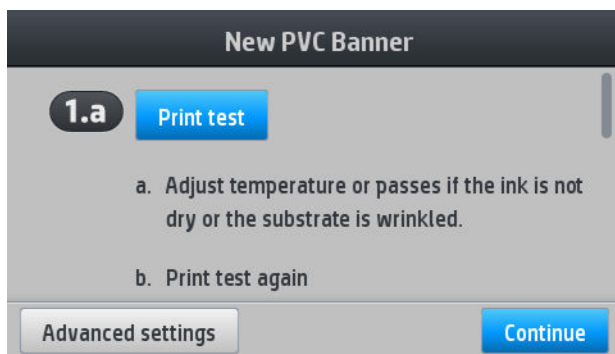 New PVC Banner
1.a Print test
a. Adjust temperature or passes if the ink is not
dry or the substrate is wrinkled.
b. Print test again
Advanced settings Continue